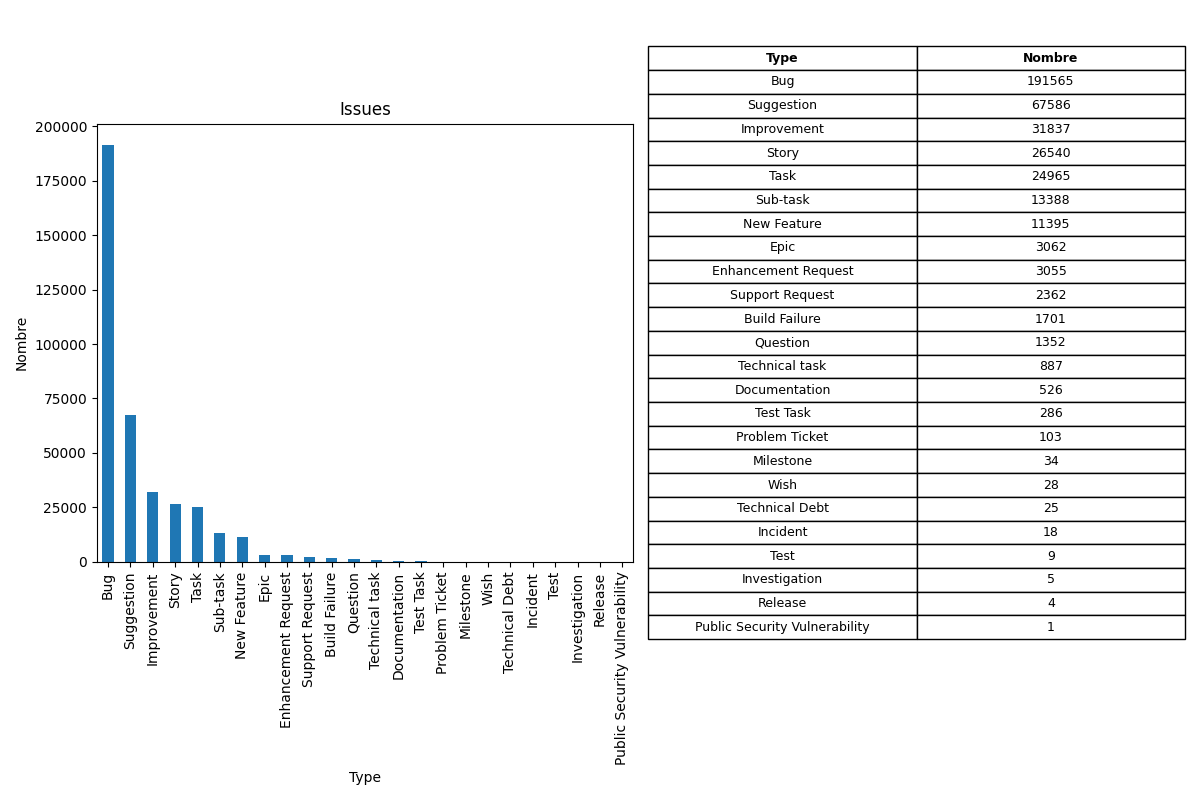 Issues
200000
175000
150000
125000
100000
75000
50000
25000
0
Nombre
Bug
Suggestion
Improvement
Story
Task
Sub-task
New Feature
Epic
Enhancement Request
Support Request
Build Failure
Question
Technical task
Documentation
Test Task
Problem Ticket
Milestone
Wish
Technical Debt
Incident
Test
Investigation
Release
Public Security Vulnerability
Type
Type Nombre
Bug 191565
Suggestion 67586
Improvement 31837
Story 26540
Task 24965
Sub-task 13388
New Feature 11395
Epic 3062
Enhancement Request 3055
Support Request 2362
Build Failure 1701
Question 1352
Technical task 887
Documentation 526
Test Task 286
Problem Ticket 103
Milestone 34
Wish 28
Technical Debt 25
Incident 18
Test 9
Investigation 5
Release 4
Public Security Vulnerability 1